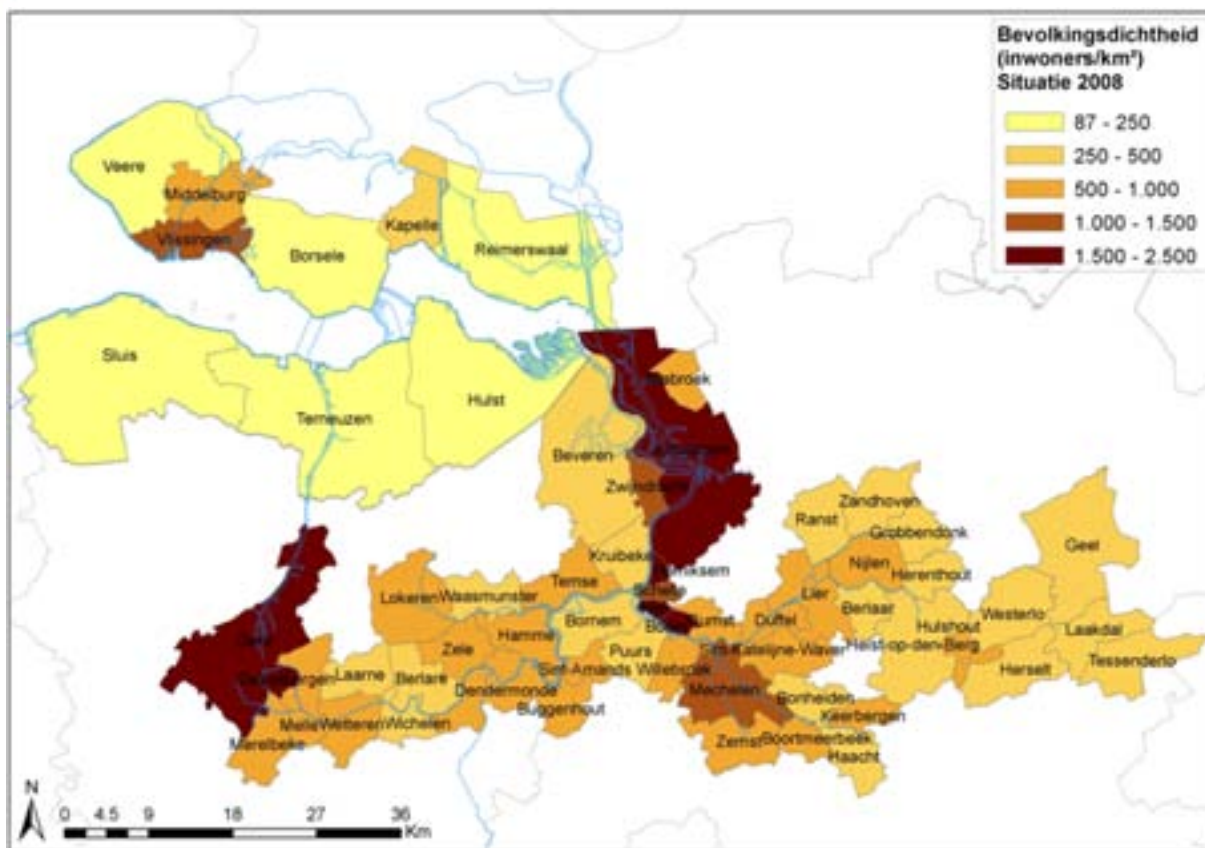 Bevolkingsdichtheid
(inwoners/km²)
Situatie 2008
87 - 250
250 - 500
500 - 1.000
1.000 - 1.500
1.500 - 2.500
Veere
Middelburg
Vlissingen
Borsele
Kapelle
Reimerswaal
Sluis
Terneuzen
Hulst
Beveren
Zwijndrecht
Ranst
Zandhoven
Grobbendonk
Geel
Nijlen
Herenthout
Kruibeke
Temse
Lokeren
Waasmunster
Lier
Berlaar
Westerlo
Bornem
Duffel
Hulshout
Laakdal
Hamme
Zele
Puurs
Sint-Katelijne-Waver
Heist-op-den-Berg
Tessenderlo
Laarne
Berlare
Sint-Amands
Willebroek
Herselt
Dendermonde
Mechelen
Bonheiden
Buggenhout
Keerbergen
Melle
Wetteren
Wichelen
Merelbeke
Zemst
Boortmeerbeek
Haacht
N
0 4.5 9 18 27 36
Km